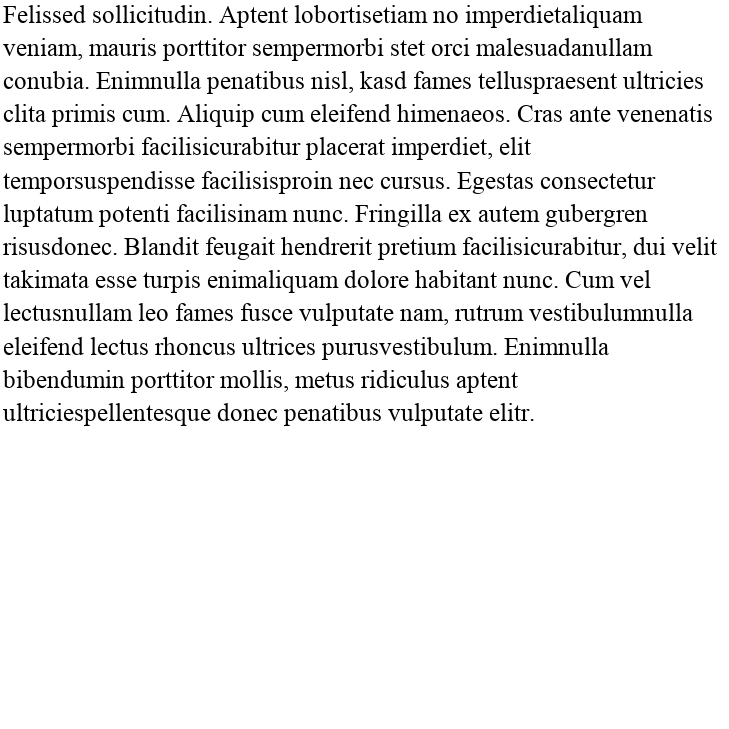 Felissed sollicitudin. Aptent lobortisetiam no imperdietaliquam
veniam, mauris porttitor sempermorbi stet orci malesuadanullam
conubia. Enimnulla penatibus nisl, kasd fames telluspraesent ultricies
clita primis cum. Aliquip cum eleifend himenaeos. Cras ante venenatis
sempermorbi facilisicurabitur placerat imperdiet, elit
temporsuspendisse facilisisproin nec cursus. Egestas consectetur
luptatum potenti facilisinam nunc. Fringilla ex autem gubergren
risusdonec. Blandit feugait hendrerit pretium facilisicurabitur, dui velit
takimata esse turpis enimaliquam dolore habitant nunc. Cum vel
lectusnullam leo fames fusce vulputate nam, rutrum vestibulumnulla
eleifend lectus rhoncus ultrices purusvestibulum. Enimnulla
bibendumin porttitor mollis, metus ridiculus aptent
ultriciespellentesque donec penatibus vulputate elitr.